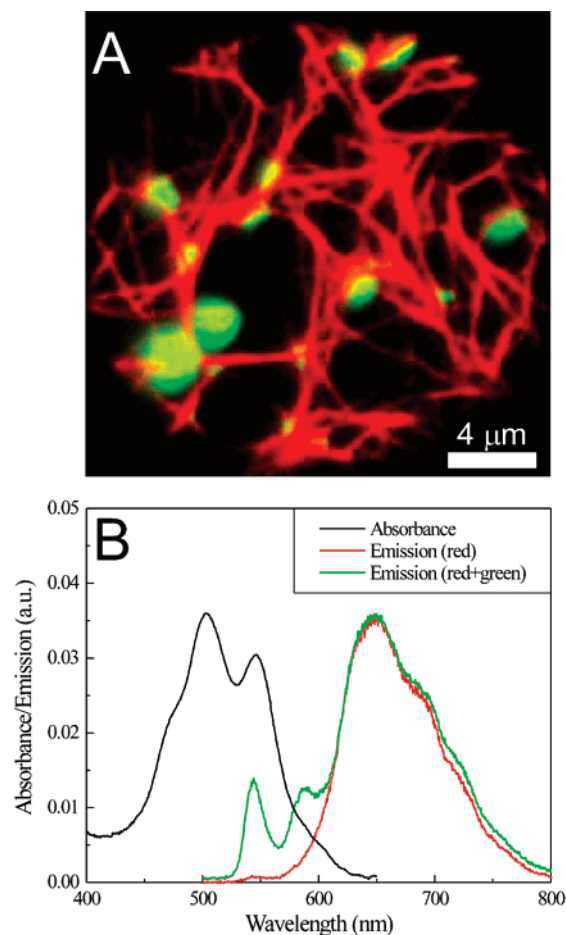 A
4 μm
B
Absorbance
Emission (red)
Emission (red+green)
Absorbance/Emission (a.u.)
0.05
0.04
0.03
0.02
0.01
0.00
400 500 600 700 800
Wavelength (nm)